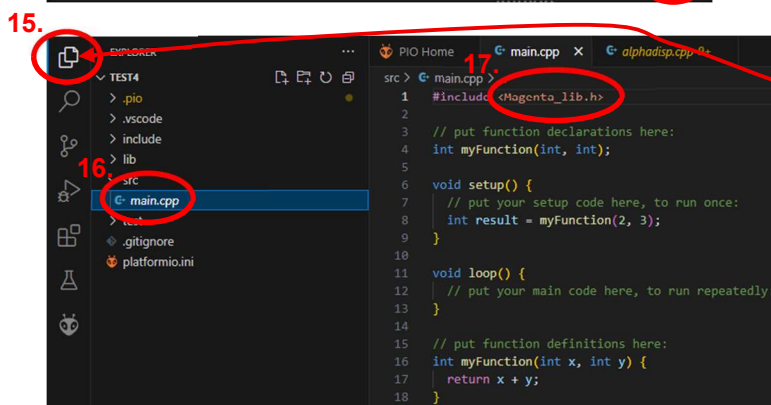 15.
EXPLORER
TEST4
.pio
.vscode
include
lib
16.
src
main.cpp
test
.gitignore
platformio.ini
PIO Home
main.cpp
alphadisp.cpp 9+
17.
src > main.cpp >
1 #include <Magenta_lib.h>
2
3 // put function declarations here:
4 int myFunction(int, int);
5
6 void setup() {
7 // put your setup code here, to run once:
8 int result = myFunction(2, 3);
9 }
10
11 void loop() {
12 // put your main code here, to run repeatedly
13 }
14
15 // put function definitions here:
16 int myFunction(int x, int y) {
17 return x + y;
18 }